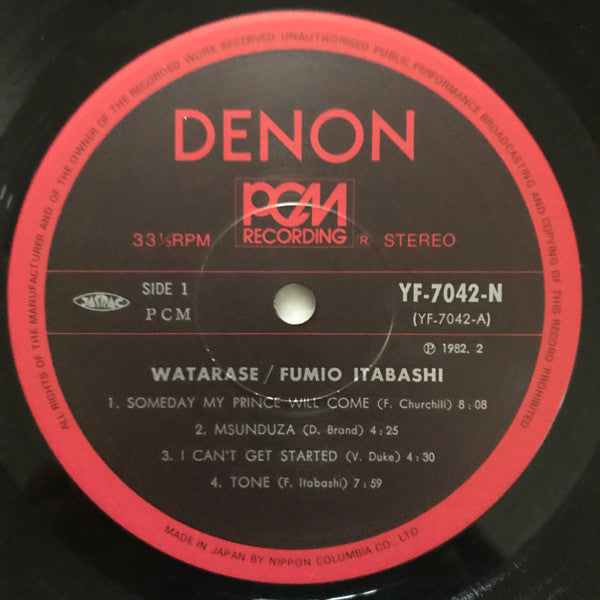 ALL RIGHTS OF THE MANUFACTURER AND OF THE OWNER OF THE RECORDED WORK RESERVED UNAUTHORISED PUBLIC PERFORMANCE BROADCASTING AND COPYING OF THIS RECORD PROHIBITED
DENON
PCM
RECORDING
33⅓RPM R STEREO
JASRAC
SIDE 1 YF-7042-N
PCM (YF-7042-A)
Ⓟ 1982. 2
WATARASE / FUMIO ITABASHI
1. SOMEDAY MY PRINCE WILL COME (F. Churchill) 8:08
2. MSUNDUZA (D. Brand) 4:25
3. I CAN'T GET STARTED (V. Duke) 4:30
4. TONE (F. Itabashi) 7:59
MADE IN JAPAN BY NIPPON COLUMBIA CO., LTD.